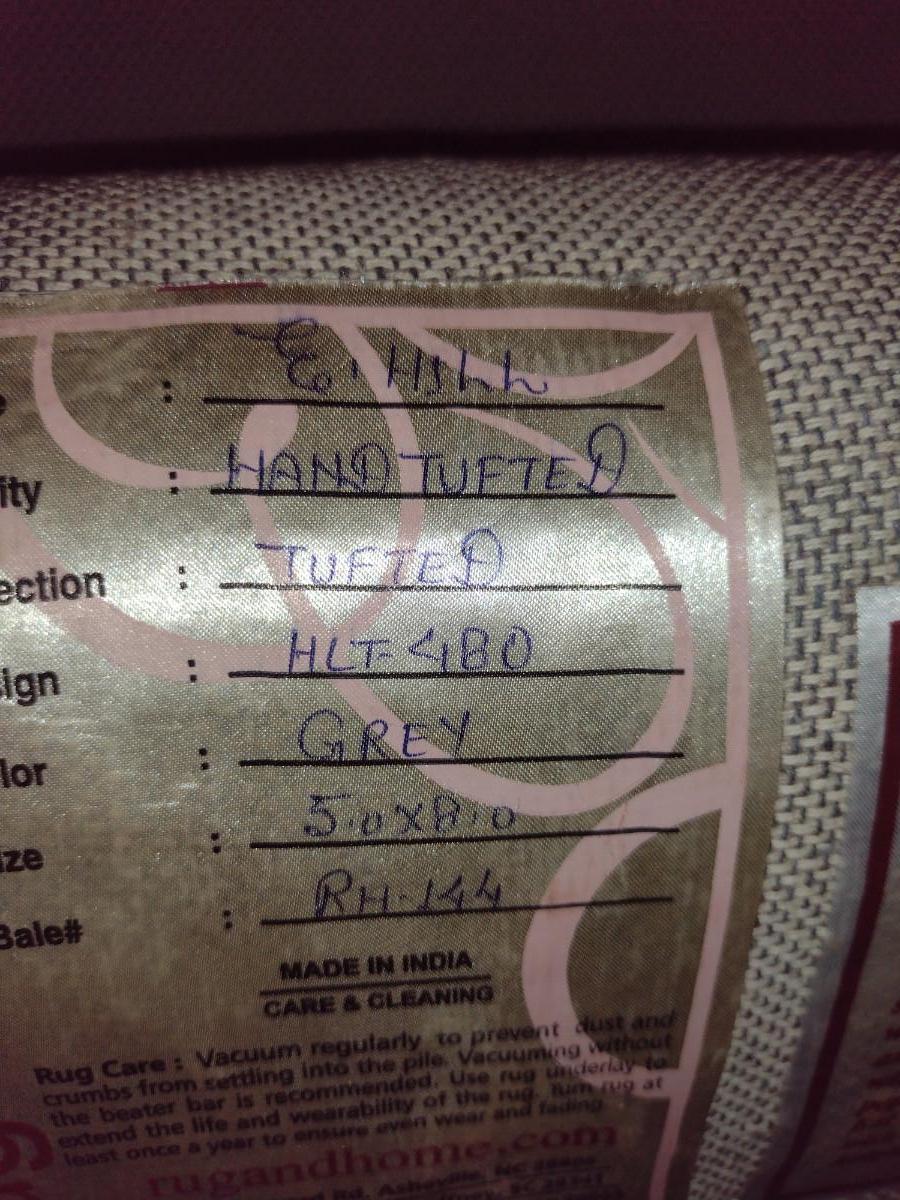 :
ity : HAND TUFTED
ection : TUFTED
sign : HLT-480
lor : GREY
ize : 5.0X8.0
Bale# : RH-144
MADE IN INDIA
CARE & CLEANING
Rug Care : Vacuum regularly to prevent dust and
crumbs from settling into the pile. Vacuuming without
the beater bar is recommended. Use rug underlay to
extend the life and wearability of the rug. Turn rug at
least once a year to ensure even wear and fading.
rugandhome.com
Rd, Asheville, NC